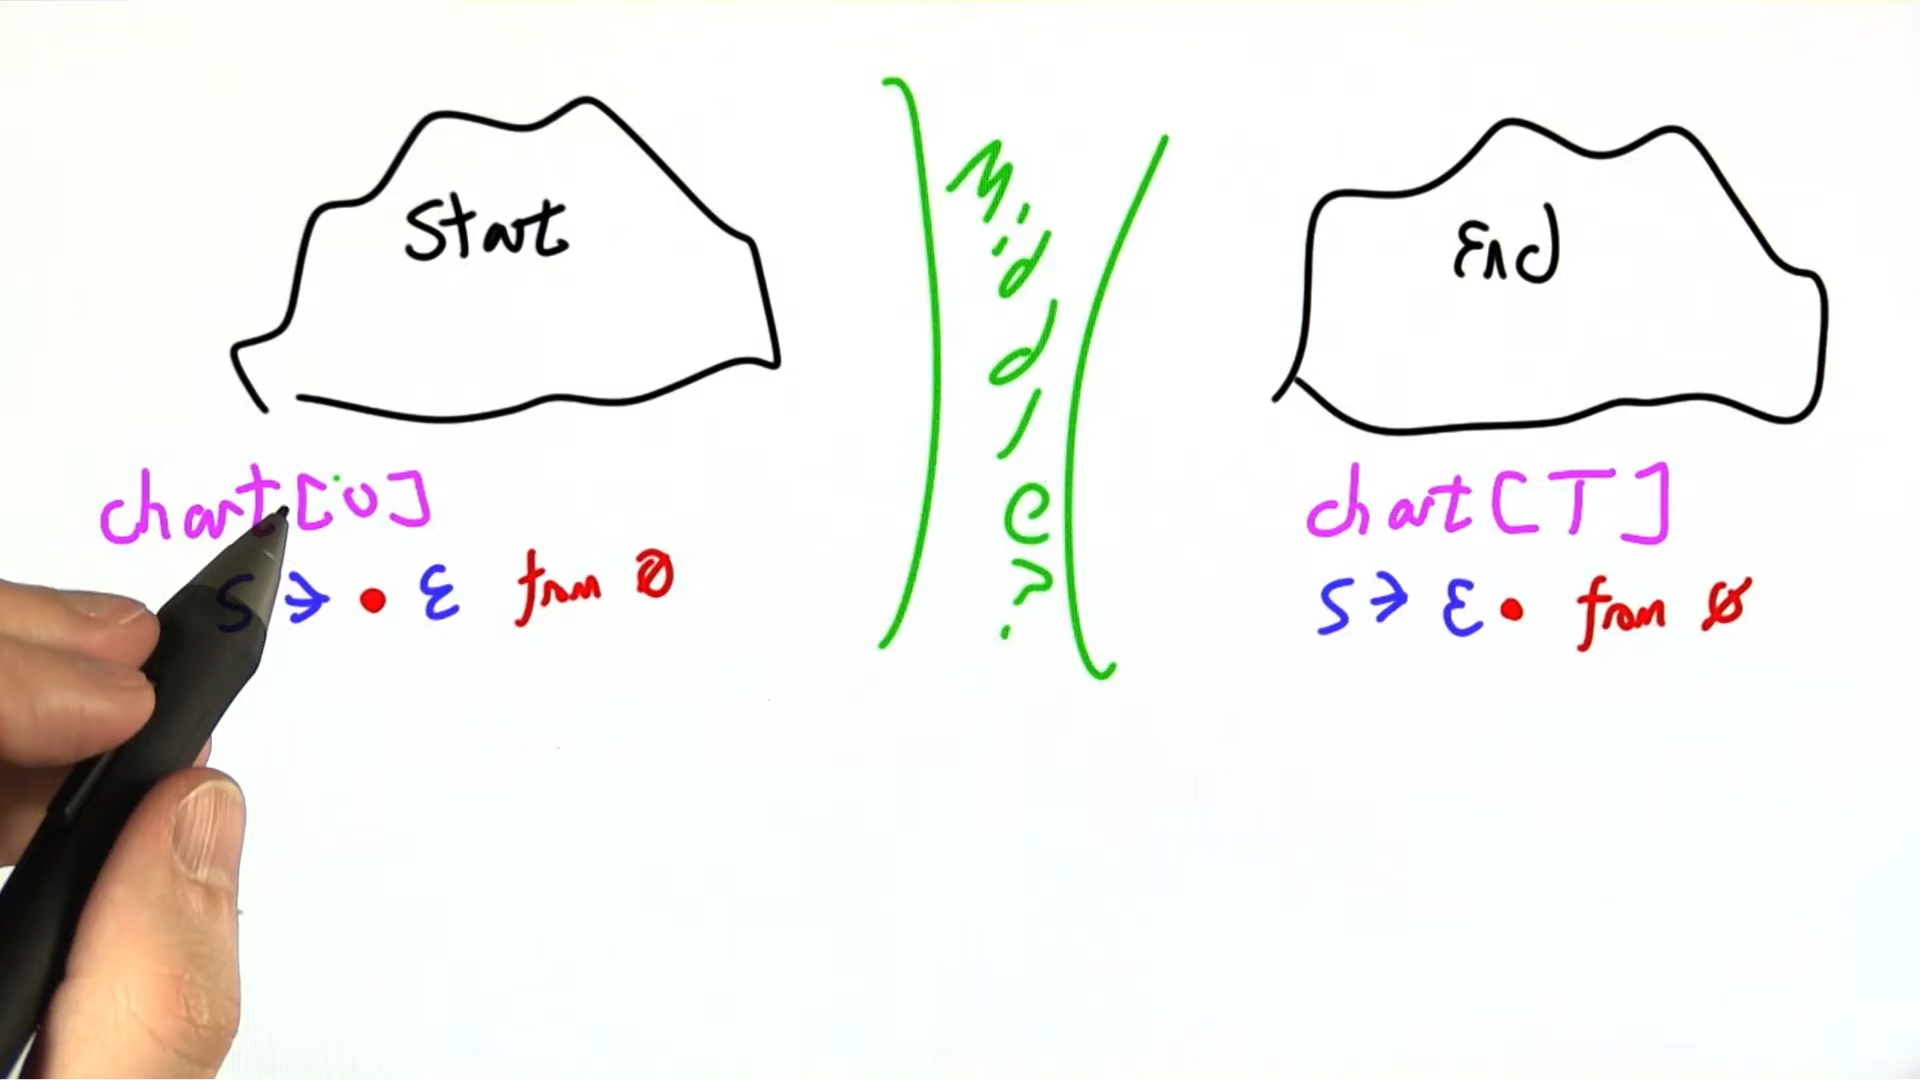 Start
Middle?
End
chart[0]
S → • E from 0
chart[T]
S → E • from 0